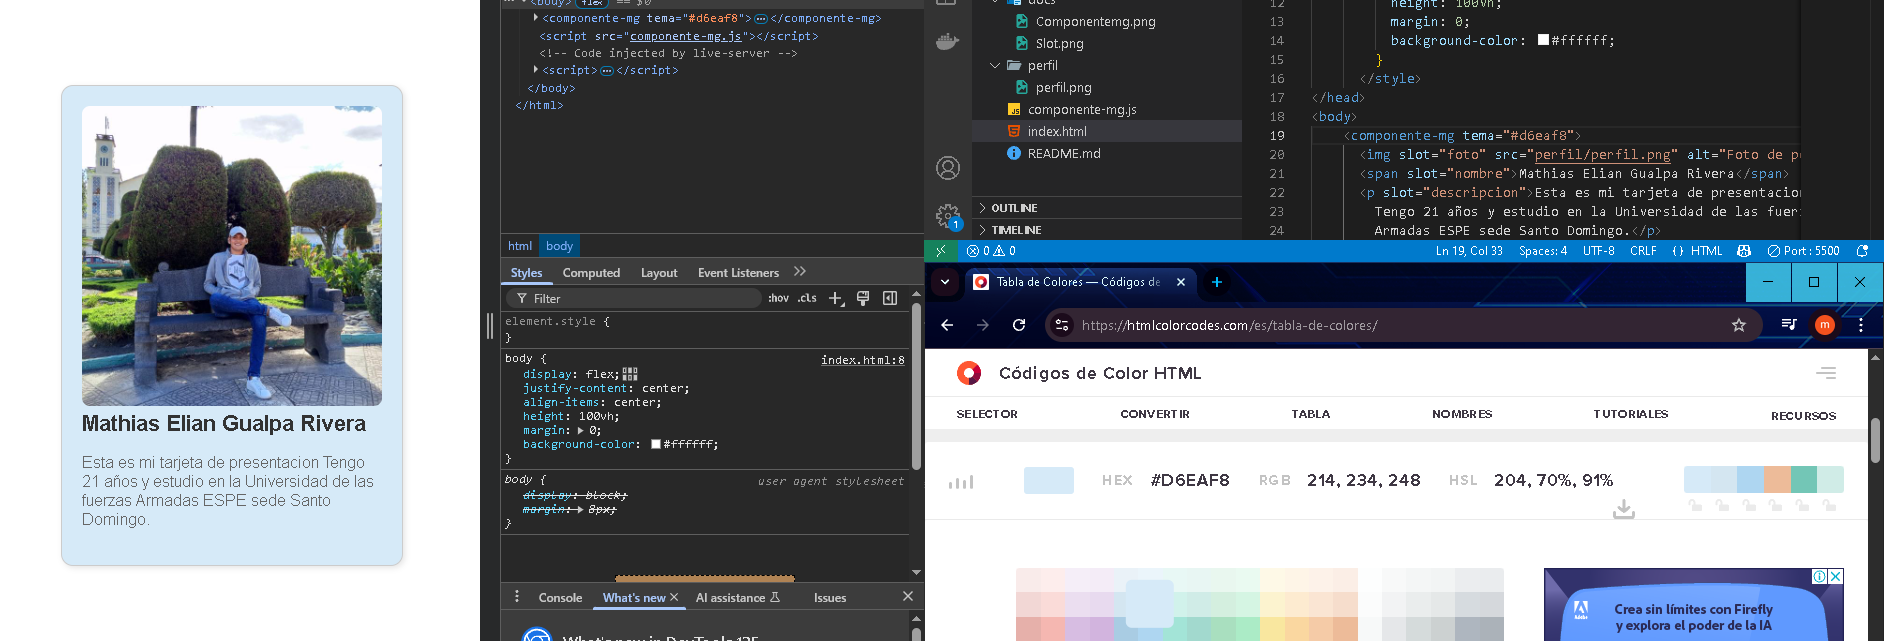 Mathias Elian Gualpa Rivera
Esta es mi tarjeta de presentacion Tengo
21 años y estudio en la Universidad de las
fuerzas Armadas ESPE sede Santo
Domingo.
<body> flex == $0
<componente-mg tema="#d6eaf8"> </componente-mg>
<script src="componente-mg.js"></script>
<!-- Code injected by live-server -->
<script> </script>
</body>
</html>
html body
Styles Computed Layout Event Listeners
Filter :hov .cls
element.style {
}
body { index.html:8
display: flex;
justify-content: center;
align-items: center;
height: 100vh;
margin: 0;
background-color: #ffffff;
}
body { user agent stylesheet
display: block;
margin: 8px;
}
Console What's new AI assistance Issues
What's new in DevTools 135
docs
Componentemg.png
Slot.png
perfil
perfil.png
componente-mg.js
index.html
README.md
OUTLINE
TIMELINE
1
12 height: 100vh;
13 margin: 0;
14 background-color: #ffffff;
15 }
16 </style>
17 </head>
18 <body>
19 <componente-mg tema="#d6eaf8">
20 <img slot="foto" src="perfil/perfil.png" alt="Foto de p
21 <span slot="nombre">Mathias Elian Gualpa Rivera</span>
22 <p slot="descripcion">Esta es mi tarjeta de presentacion
23 Tengo 21 años y estudio en la Universidad de las fuer
24 Armadas ESPE sede Santo Domingo.</p>
0 0 Ln 19, Col 33 Spaces: 4 UTF-8 CRLF {} HTML Port : 5500
Tabla de Colores — Códigos de
https://htmlcolorcodes.com/es/tabla-de-colores/ m
Códigos de Color HTML
SELECTOR CONVERTIR TABLA NOMBRES TUTORIALES RECURSOS
HEX #D6EAF8 RGB 214, 234, 248 HSL 204, 70%, 91%
Adobe
Crea sin límites con Firefly
y explora el poder de la IA